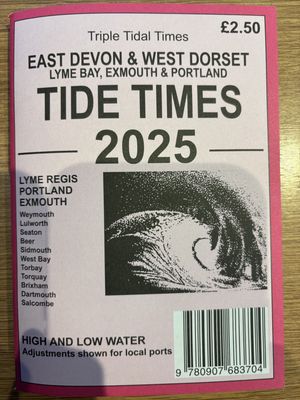 £2.50
Triple Tidal Times
EAST DEVON & WEST DORSET
LYME BAY, EXMOUTH & PORTLAND
TIDE TIMES
2025
LYME REGIS
PORTLAND
EXMOUTH
Weymouth
Lulworth
Seaton
Beer
Sidmouth
West Bay
Torbay
Torquay
Brixham
Dartmouth
Salcombe
HIGH AND LOW WATER
Adjustments shown for local ports
9 780907 683704